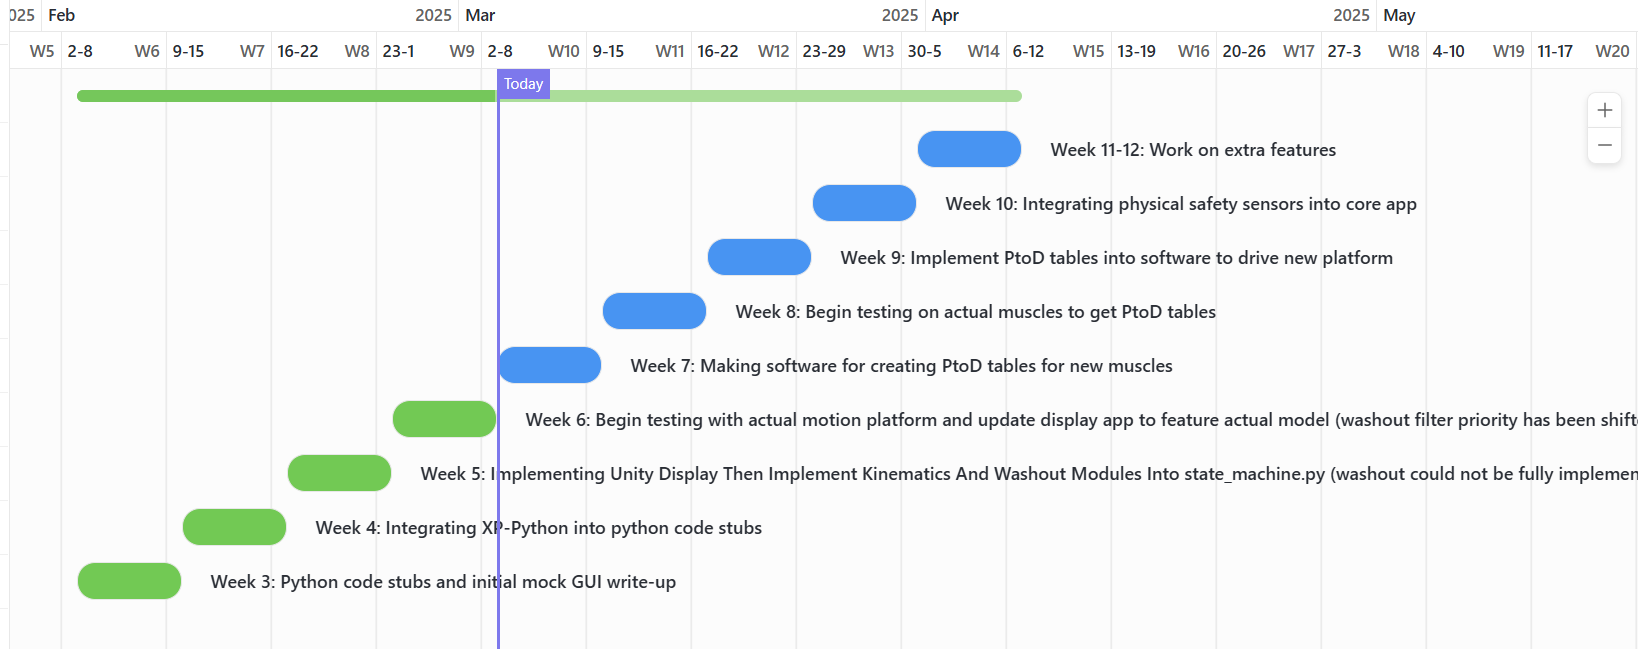 025 Feb 2025 Mar 2025 Apr 2025 May
W5 2-8 W6 9-15 W7 16-22 W8 23-1 W9 2-8 W10 9-15 W11 16-22 W12 23-29 W13 30-5 W14 6-12 W15 13-19 W16 20-26 W17 27-3 W18 4-10 W19 11-17 W20
Today
Week 11-12: Work on extra features
Week 10: Integrating physical safety sensors into core app
Week 9: Implement PtoD tables into software to drive new platform
Week 8: Begin testing on actual muscles to get PtoD tables
Week 7: Making software for creating PtoD tables for new muscles
Week 6: Begin testing with actual motion platform and update display app to feature actual model (washout filter priority has been shift
Week 5: Implementing Unity Display Then Implement Kinematics And Washout Modules Into state_machine.py (washout could not be fully implemen
Week 4: Integrating XP-Python into python code stubs
Week 3: Python code stubs and initial mock GUI write-up